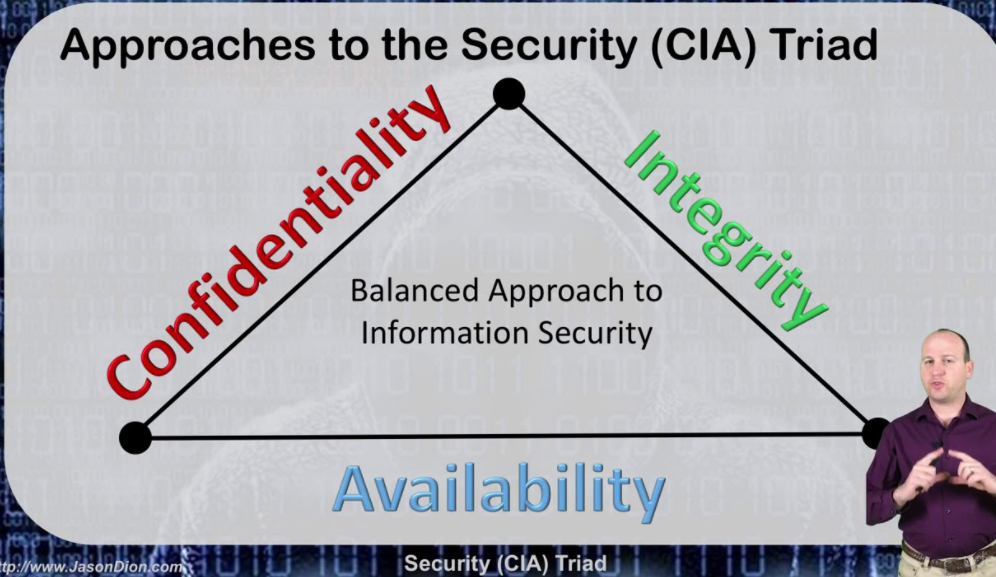 Approaches to the Security (CIA) Triad
Confidentiality
Integrity
Balanced Approach to
Information Security
Availability
ttp://www.JasonDion.com
Security (CIA) Triad